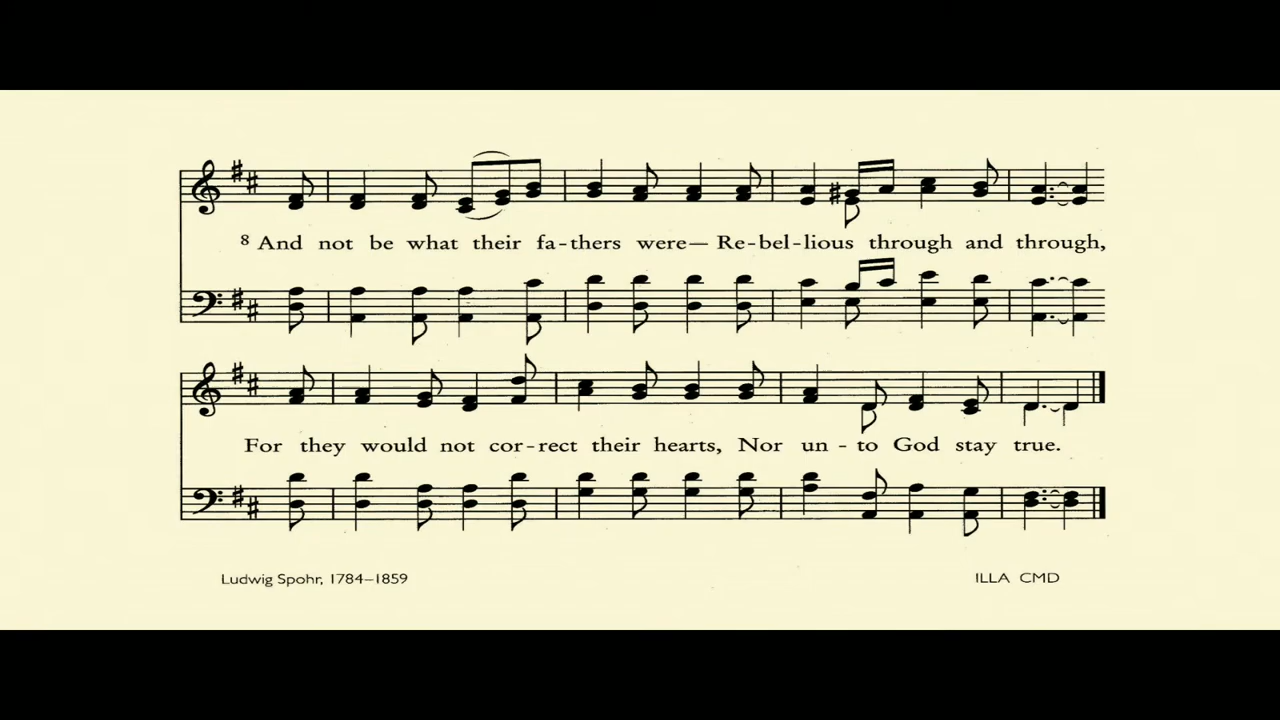 8 And not be what their fa-thers were— Re-bel-lious through and through,
For they would not cor-rect their hearts, Nor un-to God stay true.
Ludwig Spohr, 1784–1859
ILLA CMD